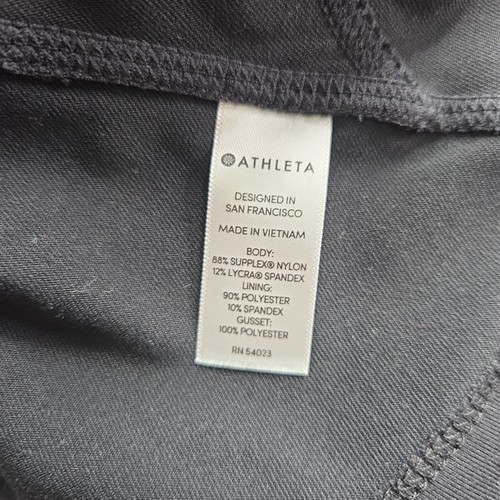 ATHLETA
DESIGNED IN
SAN FRANCISCO
MADE IN VIETNAM
BODY:
88% SUPPLEX® NYLON
12% LYCRA® SPANDEX
LINING:
90% POLYESTER
10% SPANDEX
GUSSET:
100% POLYESTER
RN 54023